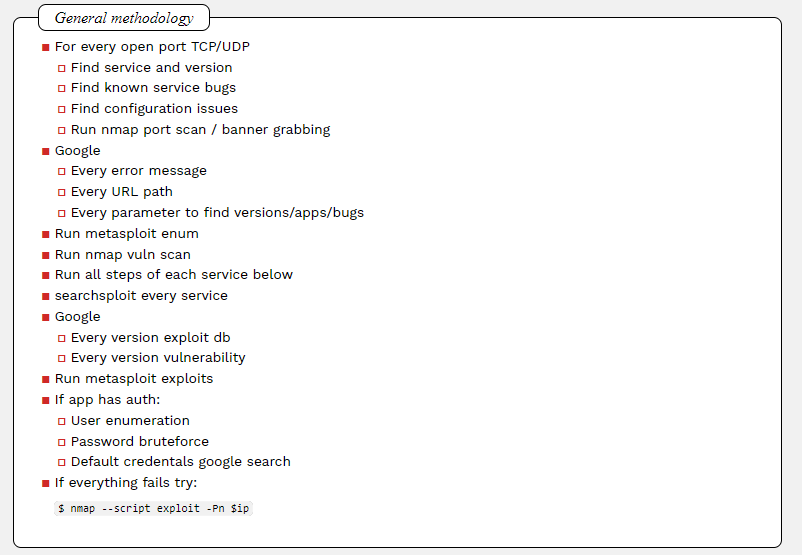 General methodology
For every open port TCP/UDP
Find service and version
Find known service bugs
Find configuration issues
Run nmap port scan / banner grabbing
Google
Every error message
Every URL path
Every parameter to find versions/apps/bugs
Run metasploit enum
Run nmap vuln scan
Run all steps of each service below
searchsploit every service
Google
Every version exploit db
Every version vulnerability
Run metasploit exploits
If app has auth:
User enumeration
Password bruteforce
Default credentals google search
If everything fails try:
$ nmap --script exploit -Pn $ip